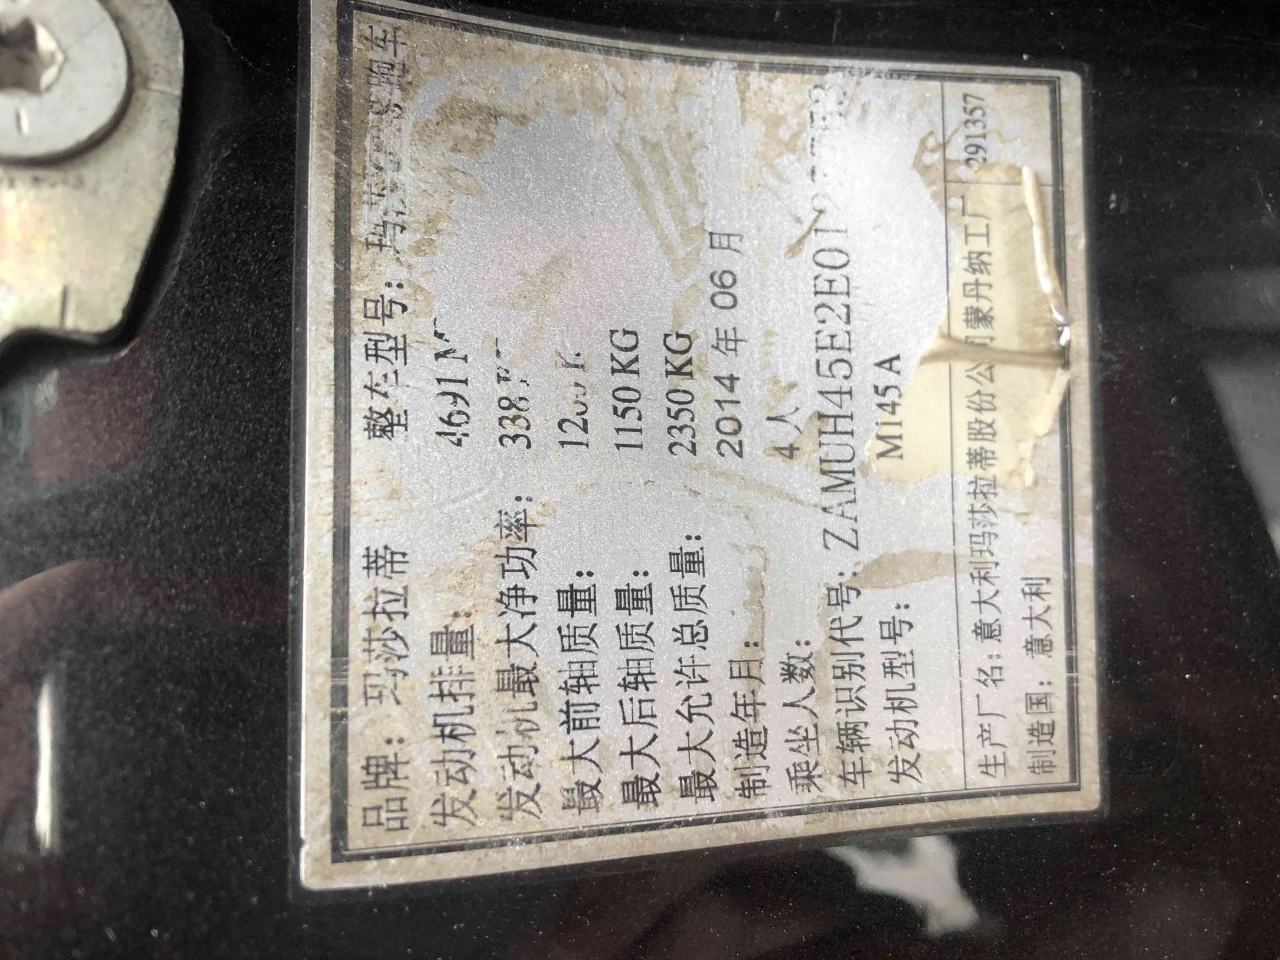 品牌：玛莎拉蒂 整车型号：跑车
发动机排量：4691
发动机最大净功率：338
最大前轴质量：
最大后轴质量：1150 KG
最大允许总质量：2350 KG
制造年月：2014 年 06 月
乘坐人数：4 人
车辆识别代号：
发动机型号：M145A
生产厂名：意大利玛莎拉蒂股份公司蒙丹纳工厂 291357
制造国：意大利